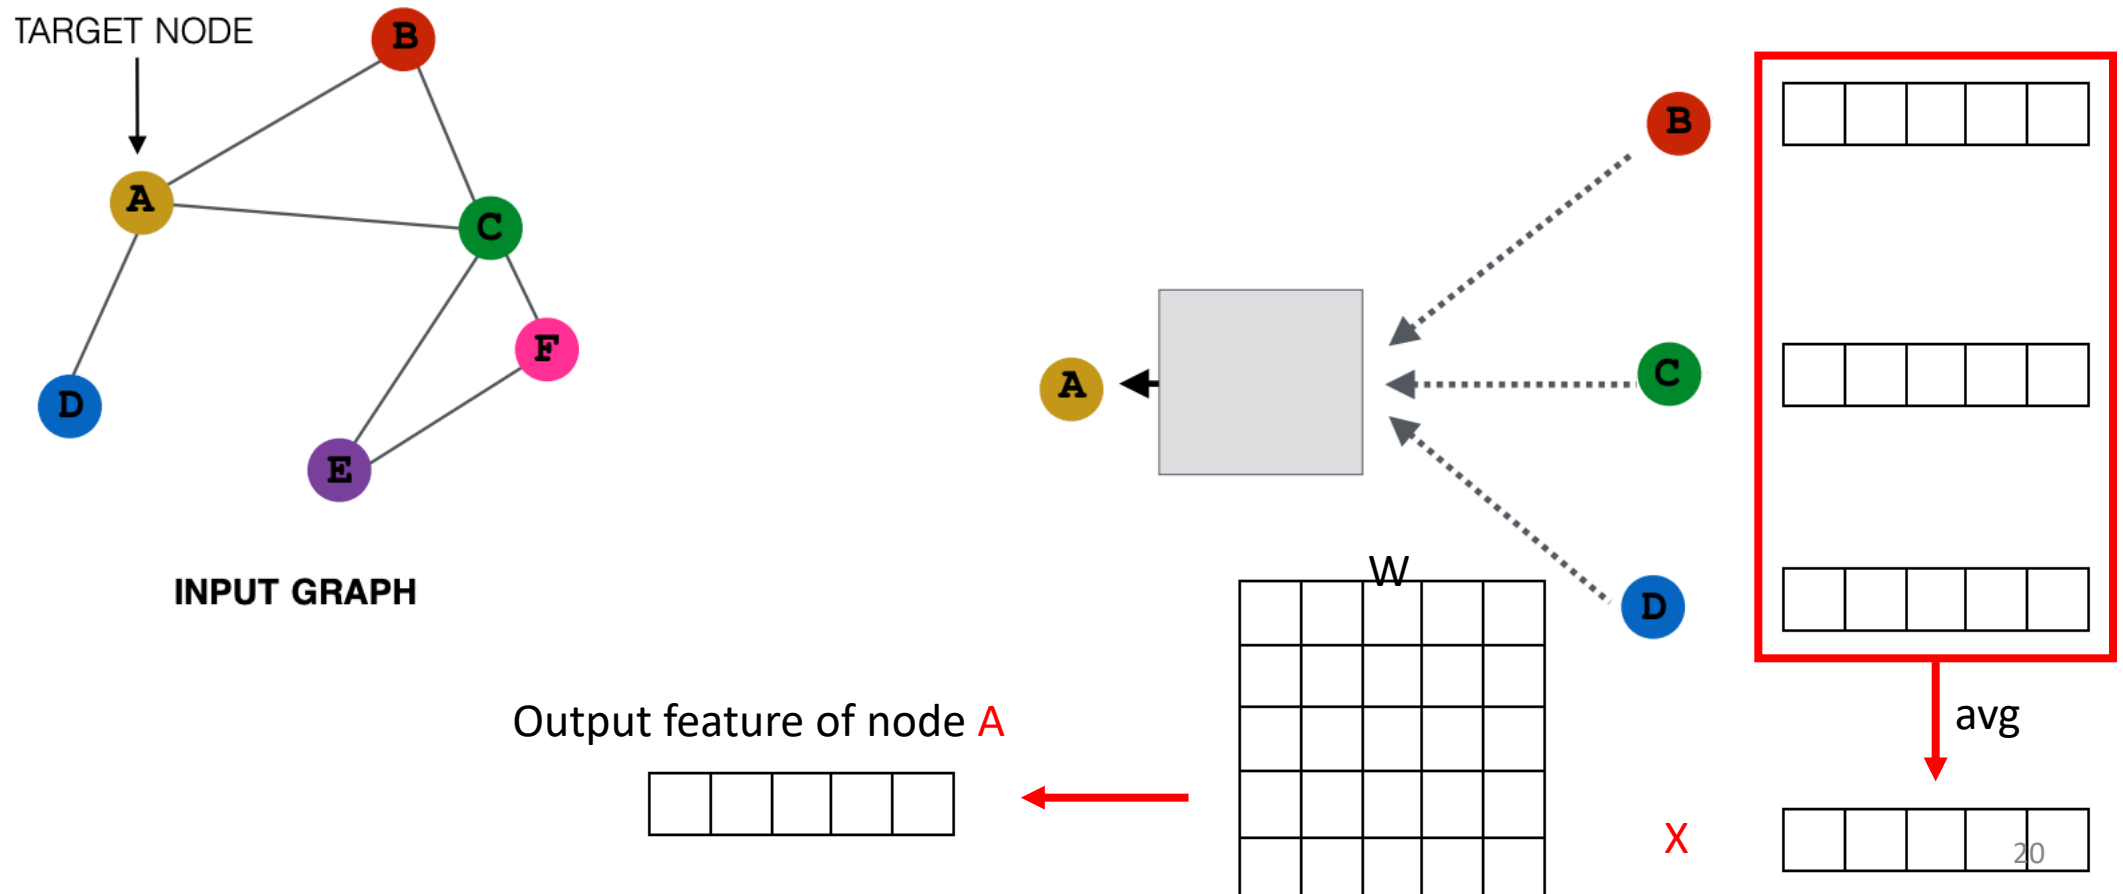 TARGET NODE
B
A
C
F
D
E
INPUT GRAPH
B
A
C
D
W
Output feature of node A
avg
X
20